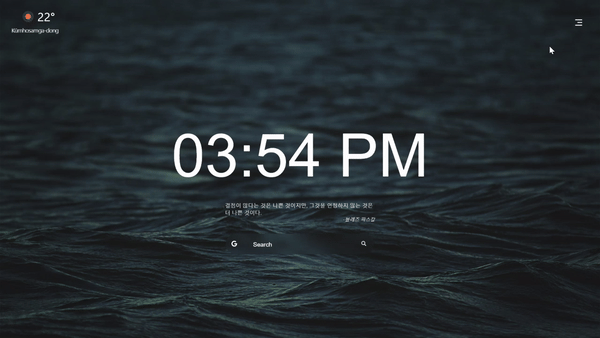 22°
Kŭmhosamga-dong
03:54 PM
결점이 많다는 것은 나쁜 것이지만, 그것을 인정하지 않는 것은
더 나쁜 것이다.
블레즈 파스칼
G Search